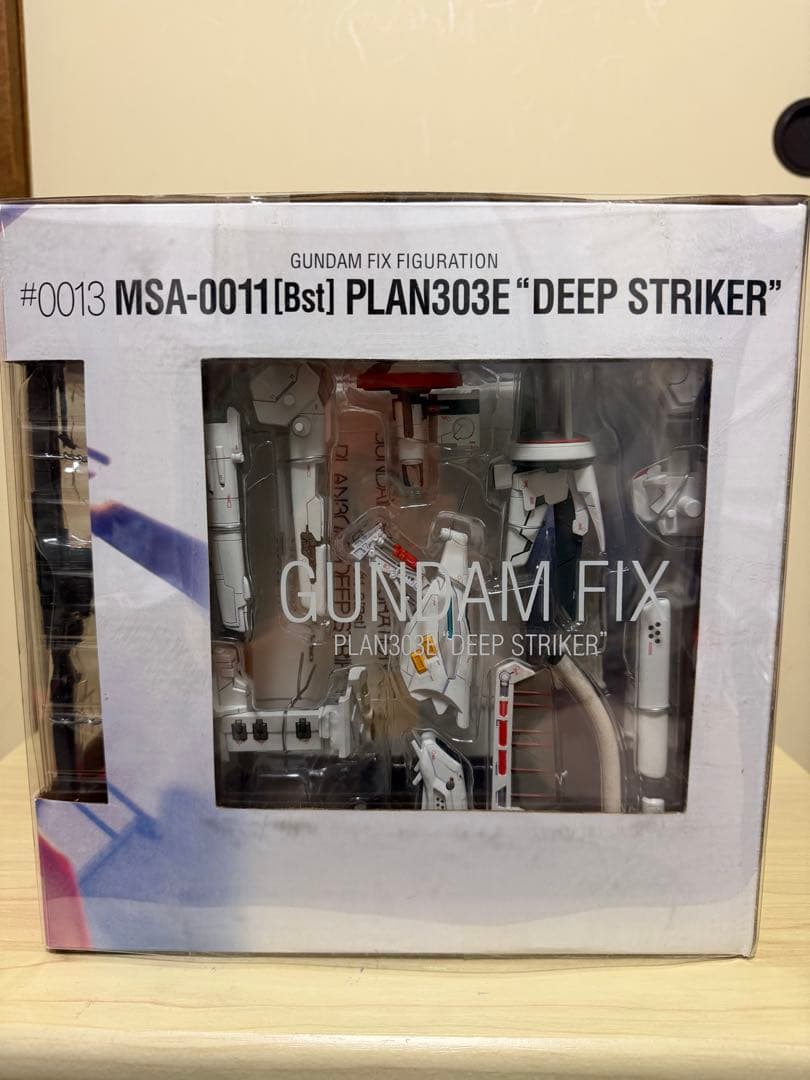 GUNDAM FIX FIGURATION
#0013 MSA-0011[Bst] PLAN303E “DEEP STRIKER”
GUNDAM FIX
PLAN303E “DEEP STRIKER”